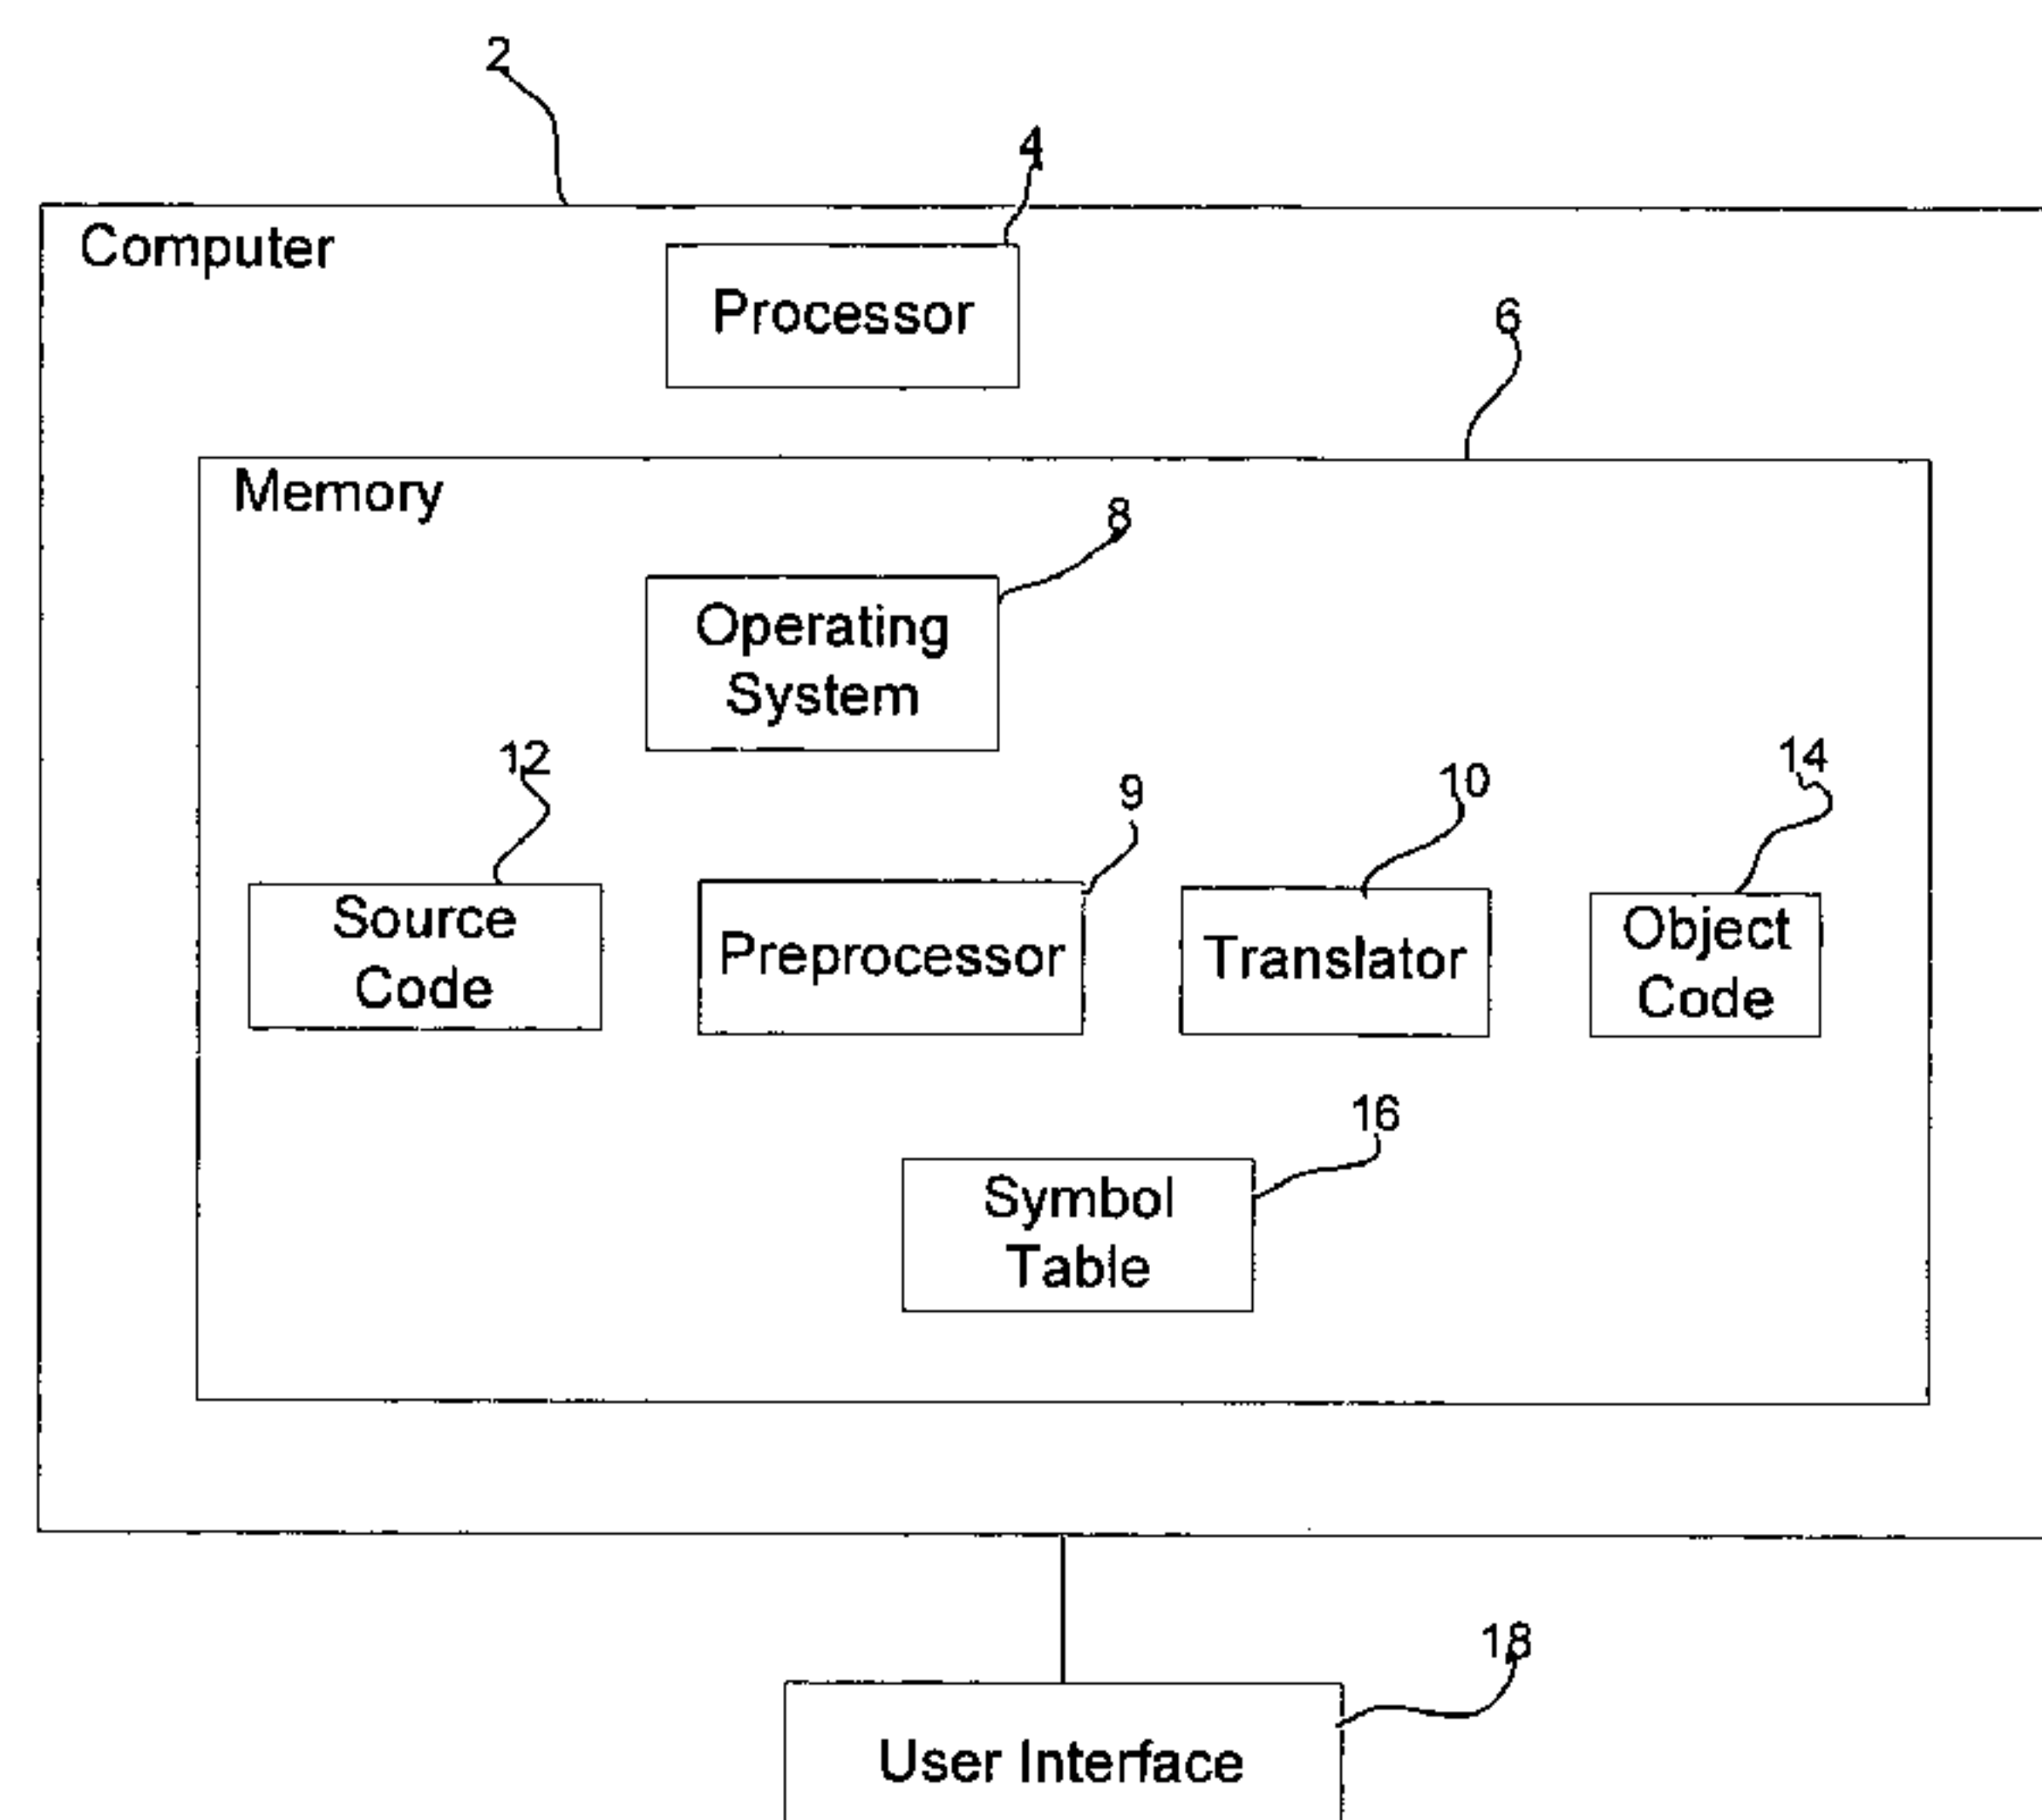 2
4
Computer
Processor
6
Memory
8
Operating
System
12
9
10
14
Source
Code
Preprocessor
Translator
Object
Code
16
Symbol
Table
18
User Interface